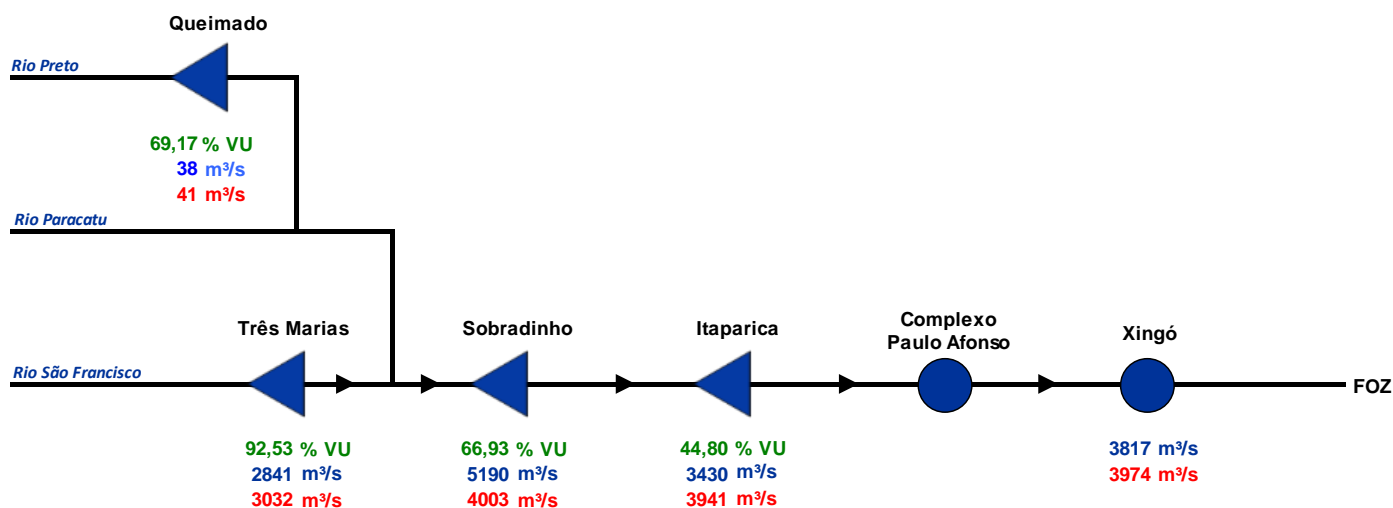 Queimado
Rio Preto
69,17 % VU
38 m³/s
41 m³/s
Rio Paracatu
Três Marias
Sobradinho
Itaparica
Complexo
Paulo Afonso
Xingó
Rio São Francisco
FOZ
92,53 % VU
2841 m³/s
3032 m³/s
66,93 % VU
5190 m³/s
4003 m³/s
44,80 % VU
3430 m³/s
3941 m³/s
3817 m³/s
3974 m³/s